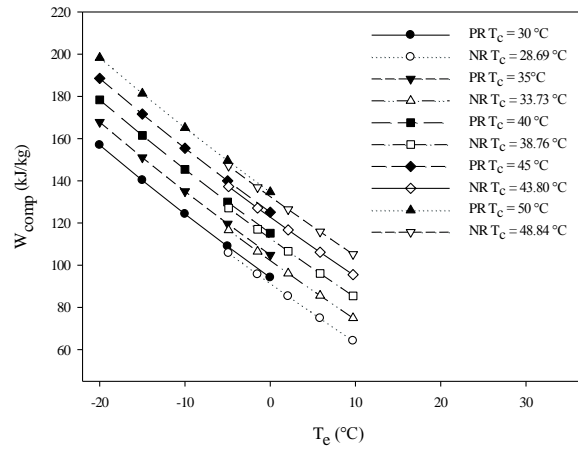 220
200
180
160
140
120
100
80
60
W_comp (kJ/kg)
-20
-10
0
10
20
30
T_e (°C)
PR T_c = 30 °C
NR T_c = 28.69 °C
PR T_c = 35°C
NR T_c = 33.73 °C
PR T_c = 40 °C
NR T_c = 38.76 °C
PR T_c = 45 °C
NR T_c = 43.80 °C
PR T_c = 50 °C
NR T_c = 48.84 °C